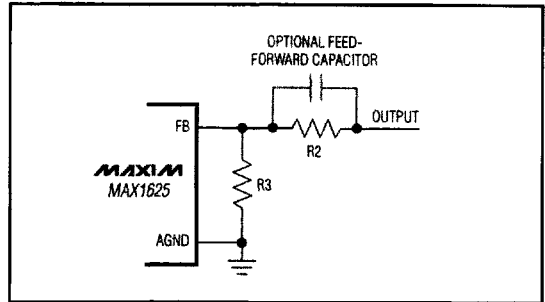 OPTIONAL FEED-
FORWARD CAPACITOR
OUTPUT
FB
R2
MAXIM
MAX1625
R3
AGND